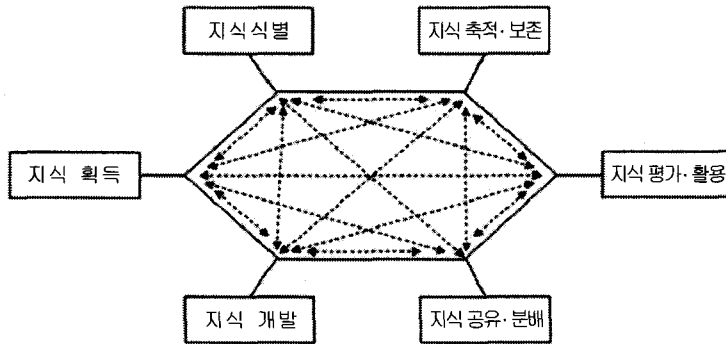 지식 식별
지식 축적·보존
지식 획득
지식 평가·활용
지식 개발
지식 공유·분배